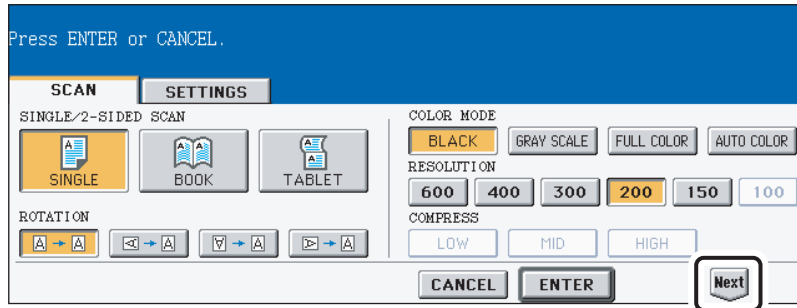 Press ENTER or CANCEL.
SCAN SETTINGS
SINGLE/2-SIDED SCAN
SINGLE BOOK TABLET
ROTATION
A → A A → A A → A A → A
COLOR MODE
BLACK GRAY SCALE FULL COLOR AUTO COLOR
RESOLUTION
600 400 300 200 150 100
COMPRESS
LOW MID HIGH
CANCEL ENTER Next